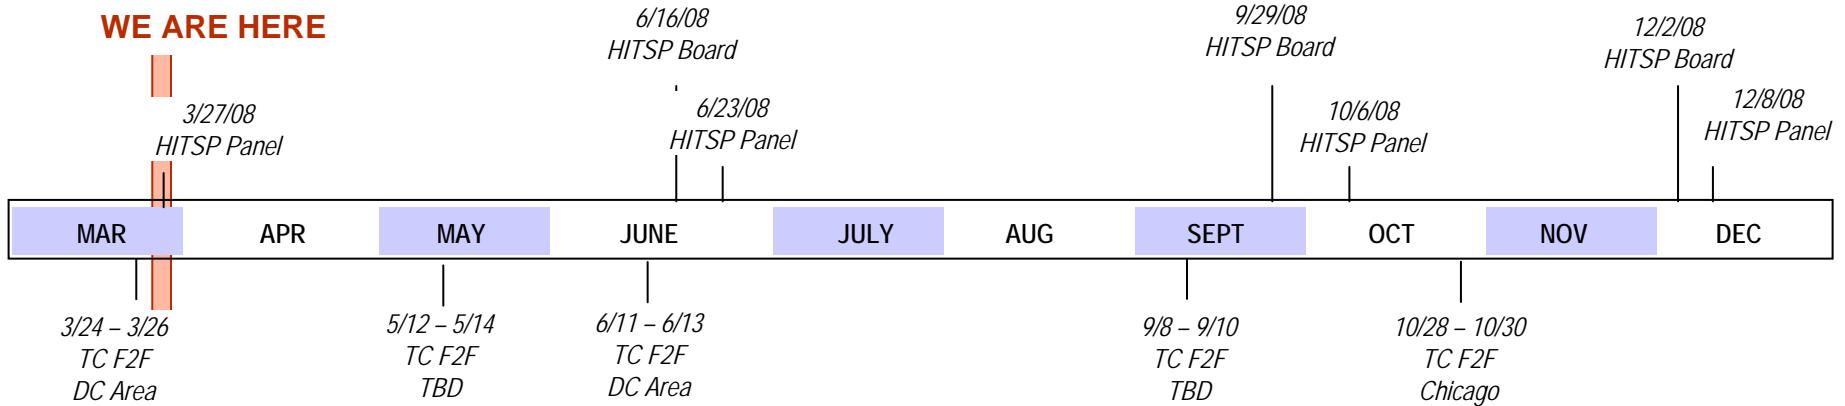 WE ARE HERE
3/27/08
HITSP Panel
6/16/08
HITSP Board
6/23/08
HITSP Panel
9/29/08
HITSP Board
10/6/08
HITSP Panel
12/2/08
HITSP Board
12/8/08
HITSP Panel
MAR APR MAY JUNE JULY AUG SEPT OCT NOV DEC
3/24 – 3/26
TC F2F
DC Area
5/12 – 5/14
TC F2F
TBD
6/11 – 6/13
TC F2F
DC Area
9/8 – 9/10
TC F2F
TBD
10/28 – 10/30
TC F2F
Chicago